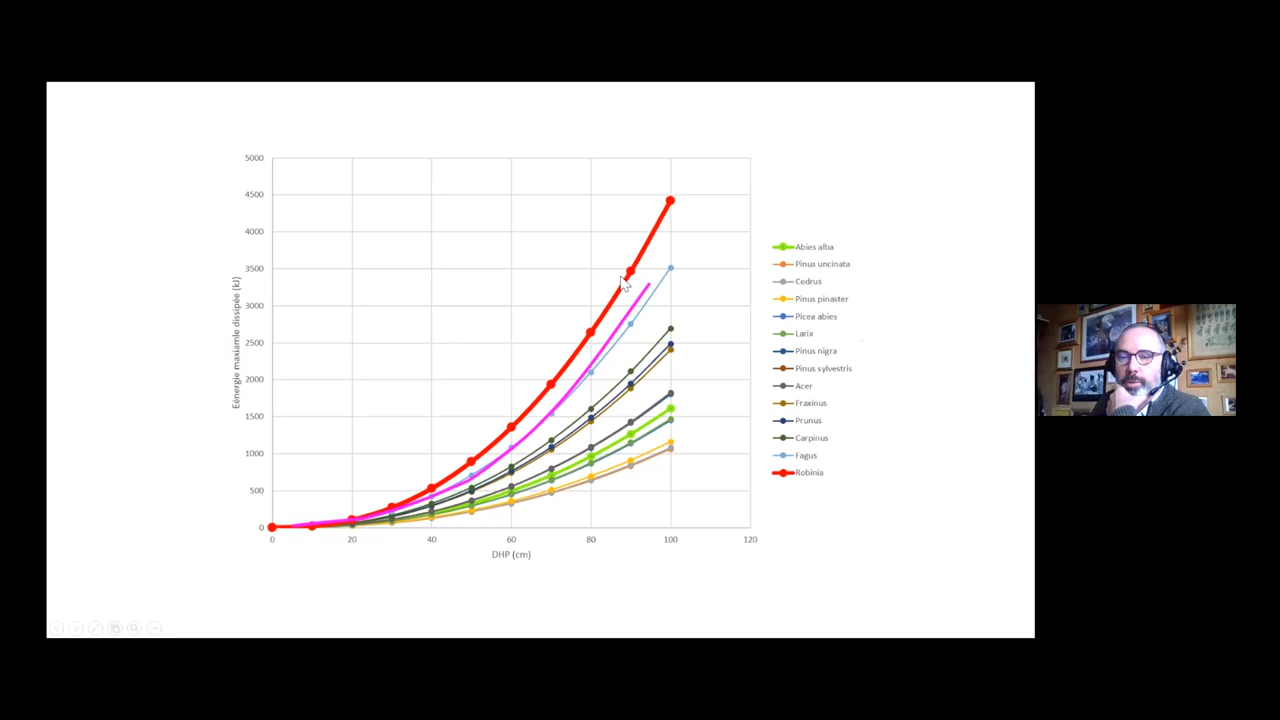 5000
4500
4000
3500
3000
2500
2000
1500
1000
500
0
Eénergie maxiamle dissipée (kJ)
0 20 40 60 80 100 120
DHP (cm)
Abies alba
Pinus uncinata
Cedrus
Pinus pinaster
Picea abies
Larix
Pinus nigra
Pinus sylvestris
Acer
Fraxinus
Prunus
Carpinus
Fagus
Robinia